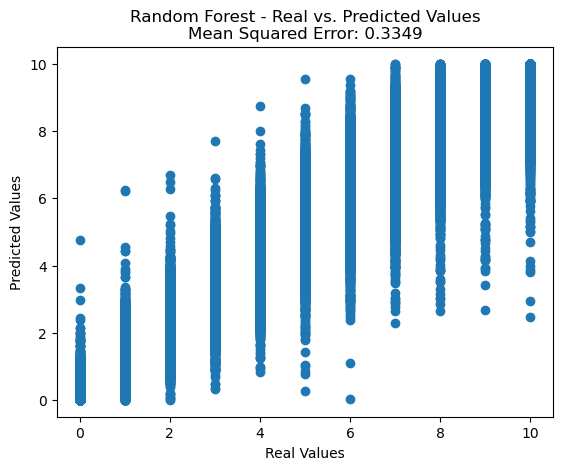 Random Forest - Real vs. Predicted Values
Mean Squared Error: 0.3349
10
8
6
4
2
0
Predicted Values
0 2 4 6 8 10
Real Values